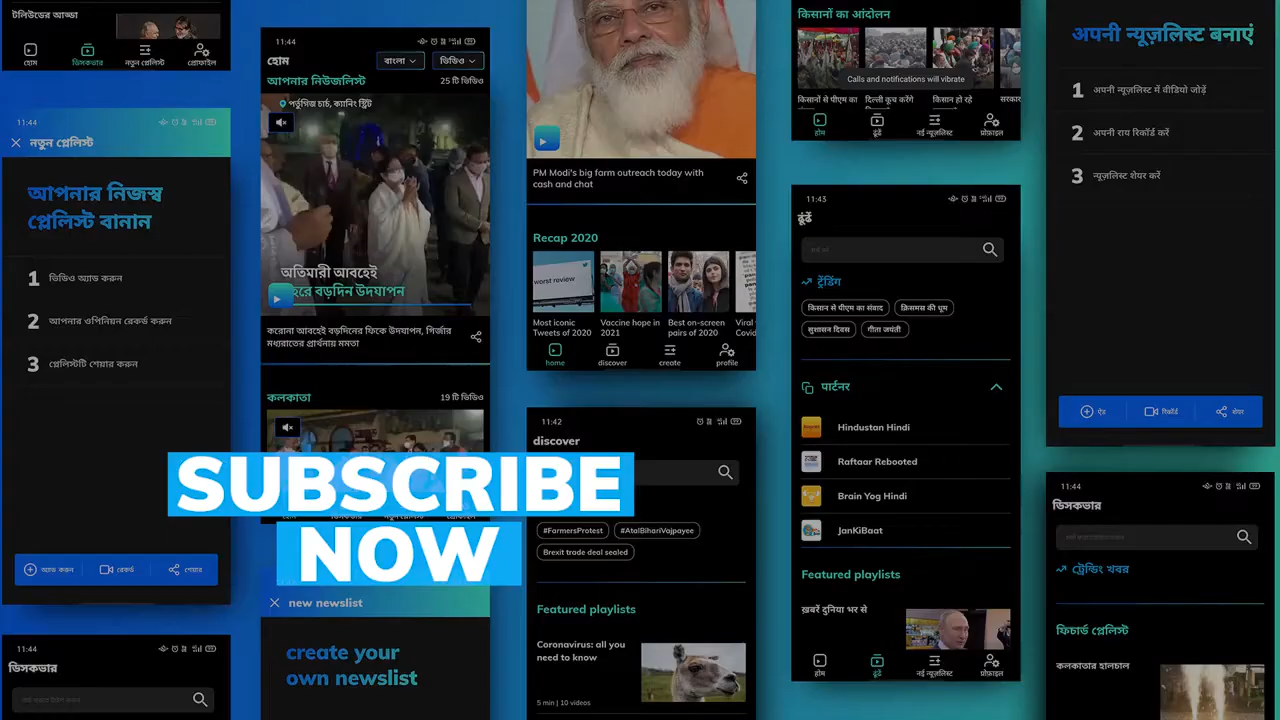 টলিউডের আড্ডা
হোম
ডিসকভার
নতুন প্লেলিস্ট
প্রোফাইল
11:44
নতুন প্লেলিস্ট
আপনার নিজস্ব
প্লেলিস্ট বানান
1 ভিডিও অ্যাড করুন
2 আপনার ওপিনিয়ন রেকর্ড করুন
3 প্লেলিস্টটি শেয়ার করুন
অ্যাড করুন
রেকর্ড
শেয়ার
11:44
ডিসকভার
11:44
হোম
বাংলা
ভিডিও
আপনার নিউজলিস্ট
25 টি ভিডিও
পর্তুগিজ চার্চ, ক্যানিং স্ট্রিট
অতিমারী আবহেই
হরে বড়দিন উদযাপন
করোনা আবহেই বড়দিনের ফিকে উদযাপন, গির্জার
মধ্যরাতের প্রার্থনায় মমতা
কলকাতা
19 টি ভিডিও
SUBSCRIBE
NOW
new newslist
create your
own newslist
PM Modi's big farm outreach today with
cash and chat
Recap 2020
worst review
Most iconic
Tweets of 2020
Vaccine hope in
2021
Best on-screen
pairs of 2020
Viral
Covid
home
discover
create
profile
11:42
discover
#FarmersProtest
#AtalBihariVajpayee
Brexit trade deal sealed
Featured playlists
Coronavirus: all you
need to know
5 min | 10 videos
किसानों का आंदोलन
Calls and notifications will vibrate
किसानों से पीएम का
दिल्ली कूच करेंगे
किसान हो रहे
सरकार
होम
ढूंढें
नई न्यूज़लिस्ट
प्रोफ़ाइल
11:43
ढूंढें
ट्रेंडिंग
किसान से पीएम का संवाद
क्रिसमस की धूम
सुशासन दिवस
गीता जयंती
पार्टनर
Hindustan Hindi
Raftaar Rebooted
Brain Yog Hindi
JanKiBaat
Featured playlists
ख़बरें दुनिया भर से
होम
ढूंढें
नई न्यूज़लिस्ट
प्रोफ़ाइल
अपनी न्यूज़लिस्ट बनाएं
1 अपनी न्यूज़लिस्ट में वीडियो जोड़ें
2 अपनी राय रिकॉर्ड करें
3 न्यूज़लिस्ट शेयर करें
ऐड
रिकॉर्ड
शेयर
11:44
ডিসকভার
ট্রেন্ডিং খবর
ফিচার্ড প্লেলিস্ট
কলকাতার হালচাল